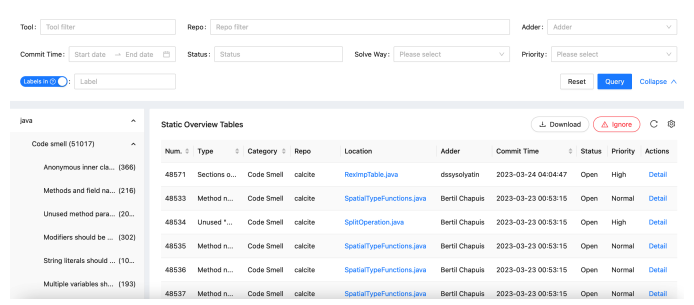 Tool: Tool filter Repo: Repo filter Adder: Adder
Commit Time: Start date → End date Status: Status Solve Way: Please select Priority: Please select
Labels in : Label Reset Query Collapse
java Static Overview Tables Download Ignore
Code smell (51017) Num. Type Category Repo Location Adder Commit Time Status Priority Actions
Anonymous inner cla... (366) 48571 Sections o... Code Smell calcite RexImpTable.java dssysolyatin 2023-03-24 04:04:47 Open High Detail
Methods and field na... (216) 48533 Method n... Code Smell calcite SpatialTypeFunctions.java Bertil Chapuis 2023-03-23 00:53:15 Open Normal Detail
Unused method para... (20... 48534 Unused "... Code Smell calcite SplitOperation.java Bertil Chapuis 2023-03-23 00:53:15 Open High Detail
Modifiers should be ... (302) 48535 Method n... Code Smell calcite SpatialTypeFunctions.java Bertil Chapuis 2023-03-23 00:53:15 Open Normal Detail
String literals should ... (10... 48536 Method n... Code Smell calcite SpatialTypeFunctions.java Bertil Chapuis 2023-03-23 00:53:15 Open Normal Detail
Multiple variables sh... (193) 48537 Method n... Code Smell calcite SpatialTypeFunctions.java Bertil Chapuis 2023-03-23 00:53:15 Open Normal Detail